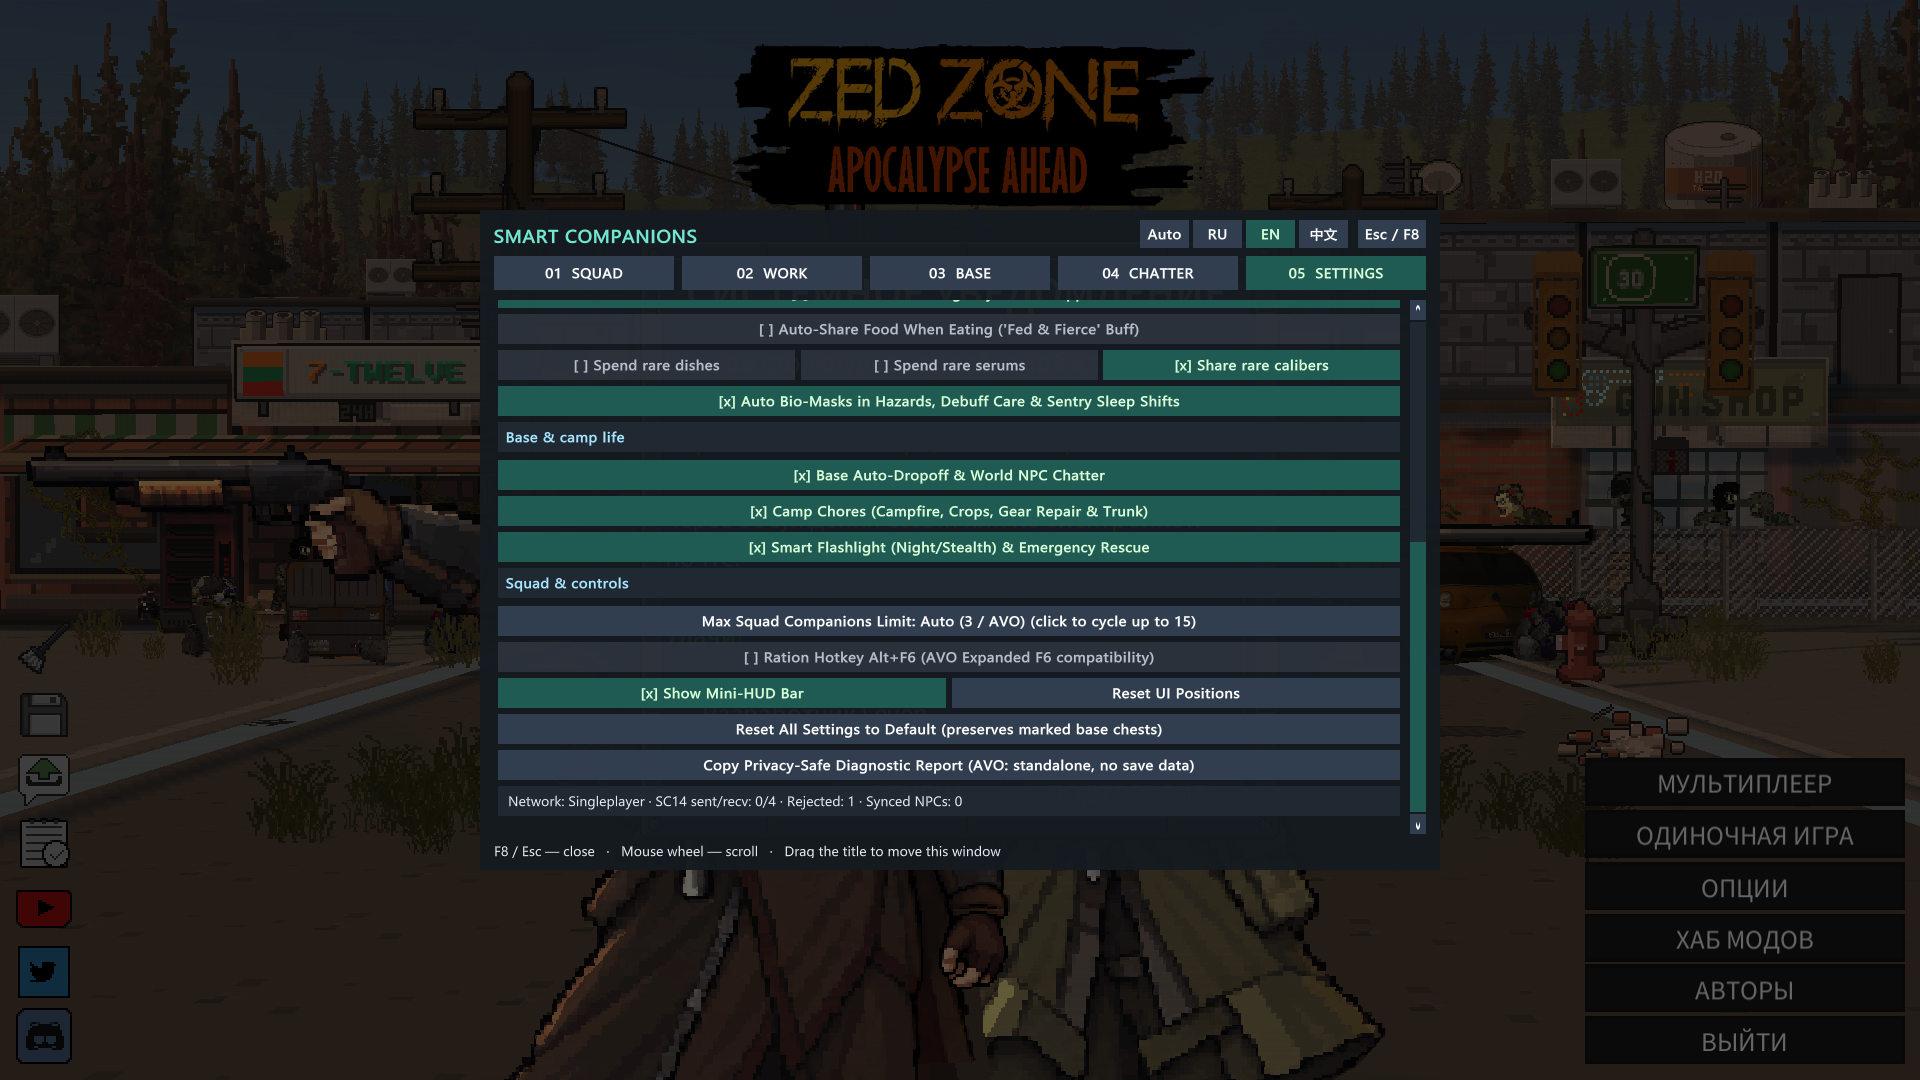 ZED ZONE
APOCALYPSE AHEAD
SMART COMPANIONS
Auto RU EN 中文 Esc / F8
01 SQUAD 02 WORK 03 BASE 04 CHATTER 05 SETTINGS
[ ] Auto-Share Food When Eating ('Fed & Fierce' Buff)
[ ] Spend rare dishes [ ] Spend rare serums [x] Share rare calibers
[x] Auto Bio-Masks in Hazards, Debuff Care & Sentry Sleep Shifts
Base & camp life
[x] Base Auto-Dropoff & World NPC Chatter
[x] Camp Chores (Campfire, Crops, Gear Repair & Trunk)
[x] Smart Flashlight (Night/Stealth) & Emergency Rescue
Squad & controls
Max Squad Companions Limit: Auto (3 / AVO) (click to cycle up to 15)
[ ] Ration Hotkey Alt+F6 (AVO Expanded F6 compatibility)
[x] Show Mini-HUD Bar Reset UI Positions
Reset All Settings to Default (preserves marked base chests)
Copy Privacy-Safe Diagnostic Report (AVO: standalone, no save data)
Network: Singleplayer · SC14 sent/recv: 0/4 · Rejected: 1 · Synced NPCs: 0
F8 / Esc — close · Mouse wheel — scroll · Drag the title to move this window
7-TWELVE
24H
H2O
30
GUN SHOP
МУЛЬТИПЛЕЕР
ОДИНОЧНАЯ ИГРА
ОПЦИИ
ХАБ МОДОВ
АВТОРЫ
ВЫЙТИ